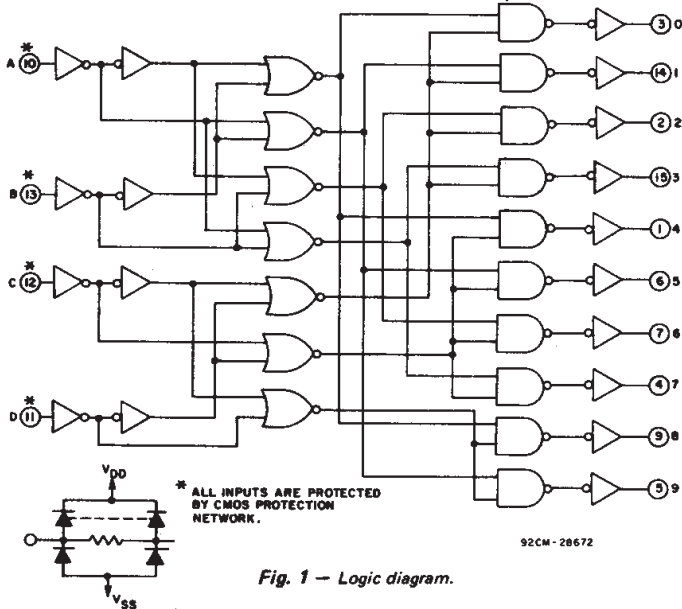 * A 10
* B 13
* C 12
* D 11
3 0
14 1
2 2
15 3
1 4
6 5
7 6
4 7
9 8
5 9
VDD
VSS
* ALL INPUTS ARE PROTECTED
BY CMOS PROTECTION
NETWORK.
92CM-28672
Fig. 1 — Logic diagram.